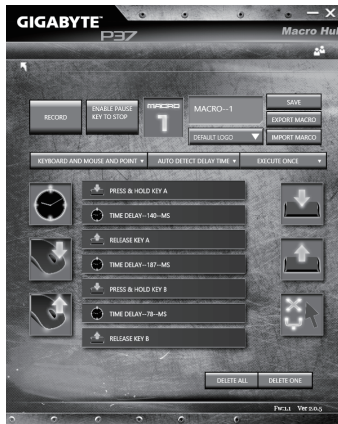 GIGABYTE™
P37
Macro Hub
RECORD
ENABLE PAUSE
KEY TO STOP
MACRO
1
MACRO--1
DEFAULT LOGO
SAVE
EXPORT MACRO
IMPORT MARCO
KEYBOARD AND MOUSE AND POINT
AUTO DETECT DELAY TIME
EXECUTE ONCE
PRESS & HOLD KEY A
TIME DELAY--140--MS
RELEASE KEY A
TIME DELAY--187--MS
PRESS & HOLD KEY B
TIME DELAY--78--MS
RELEASE KEY B
DELETE ALL
DELETE ONE
Fw:1.1 Ver 2.0.5